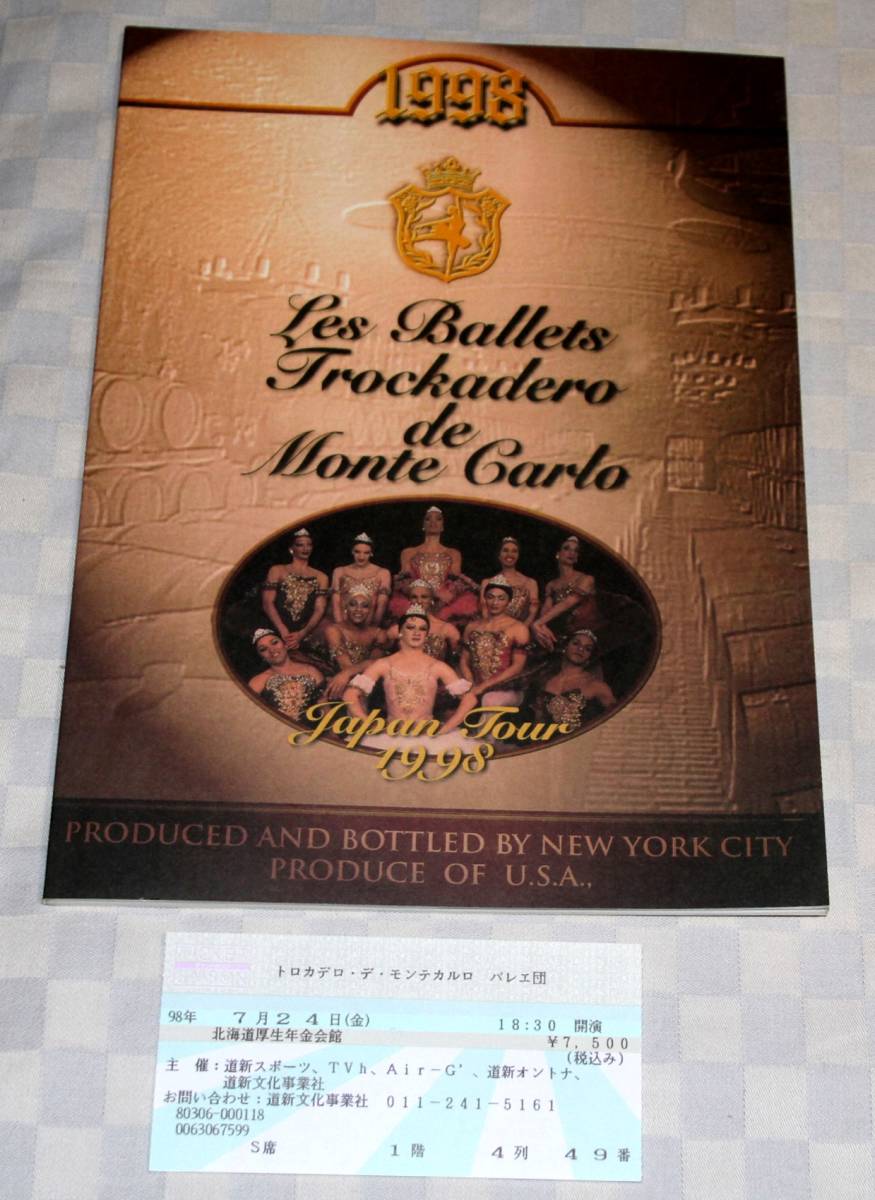 1998
Les Ballets
Trockadero
de
Monte Carlo
Japan Tour
1998
PRODUCED AND BOTTLED BY NEW YORK CITY
PRODUCE OF U.S.A.,
トロカデロ・デ・モンテカルロ バレエ団
98年 7月24日(金) 18:30 開演
北海道厚生年金会館 ¥7,500
(税込み)
主 催:道新スポーツ、TVh、Air-G'、道新オントナ、
道新文化事業社
お問い合わせ:道新文化事業社 011-241-5161
80306-000118
0063067599
S席 1階 4列 49番